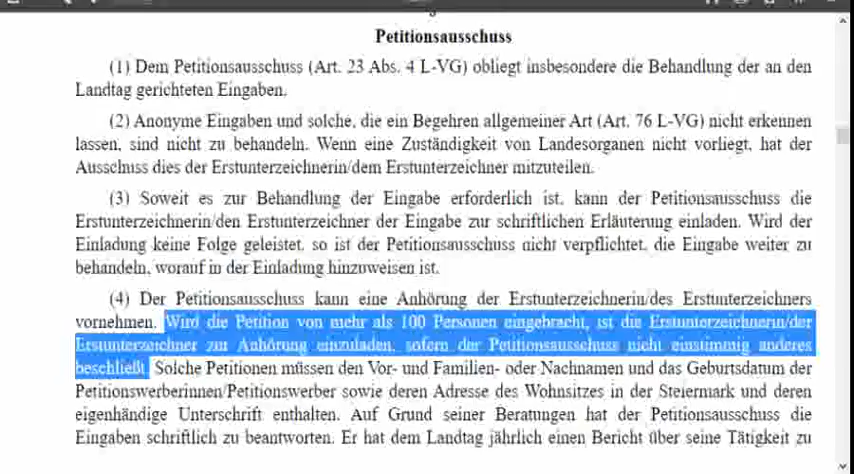 Petitionsausschuss
(1) Dem Petitionsausschuss (Art. 23 Abs. 4 L-VG) obliegt insbesondere die Behandlung der an den
Landtag gerichteten Eingaben.
(2) Anonyme Eingaben und solche, die ein Begehren allgemeiner Art (Art. 76 L-VG) nicht erkennen
lassen, sind nicht zu behandeln. Wenn eine Zuständigkeit von Landesorganen nicht vorliegt, hat der
Ausschuss dies der Erstunterzeichnerin/dem Erstunterzeichner mitzuteilen.
(3) Soweit es zur Behandlung der Eingabe erforderlich ist, kann der Petitionsausschuss die
Erstunterzeichnerin/den Erstunterzeichner der Eingabe zur schriftlichen Erläuterung einladen. Wird der
Einladung keine Folge geleistet, so ist der Petitionsausschuss nicht verpflichtet, die Eingabe weiter zu
behandeln, worauf in der Einladung hinzuweisen ist.
(4) Der Petitionsausschuss kann eine Anhörung der Erstunterzeichnerin/des Erstunterzeichners
vornehmen. Wird die Petition von mehr als 100 Personen eingebracht, ist die Erstunterzeichnerin/der
Erstunterzeichner zur Anhörung einzuladen, sofern der Petitionsausschuss nicht einstimmig anderes
beschließt. Solche Petitionen müssen den Vor- und Familien- oder Nachnamen und das Geburtsdatum der
Petitionswerberinnen/Petitionswerber sowie deren Adresse des Wohnsitzes in der Steiermark und deren
eigenhändige Unterschrift enthalten. Auf Grund seiner Beratungen hat der Petitionsausschuss die
Eingaben schriftlich zu beantworten. Er hat dem Landtag jährlich einen Bericht über seine Tätigkeit zu